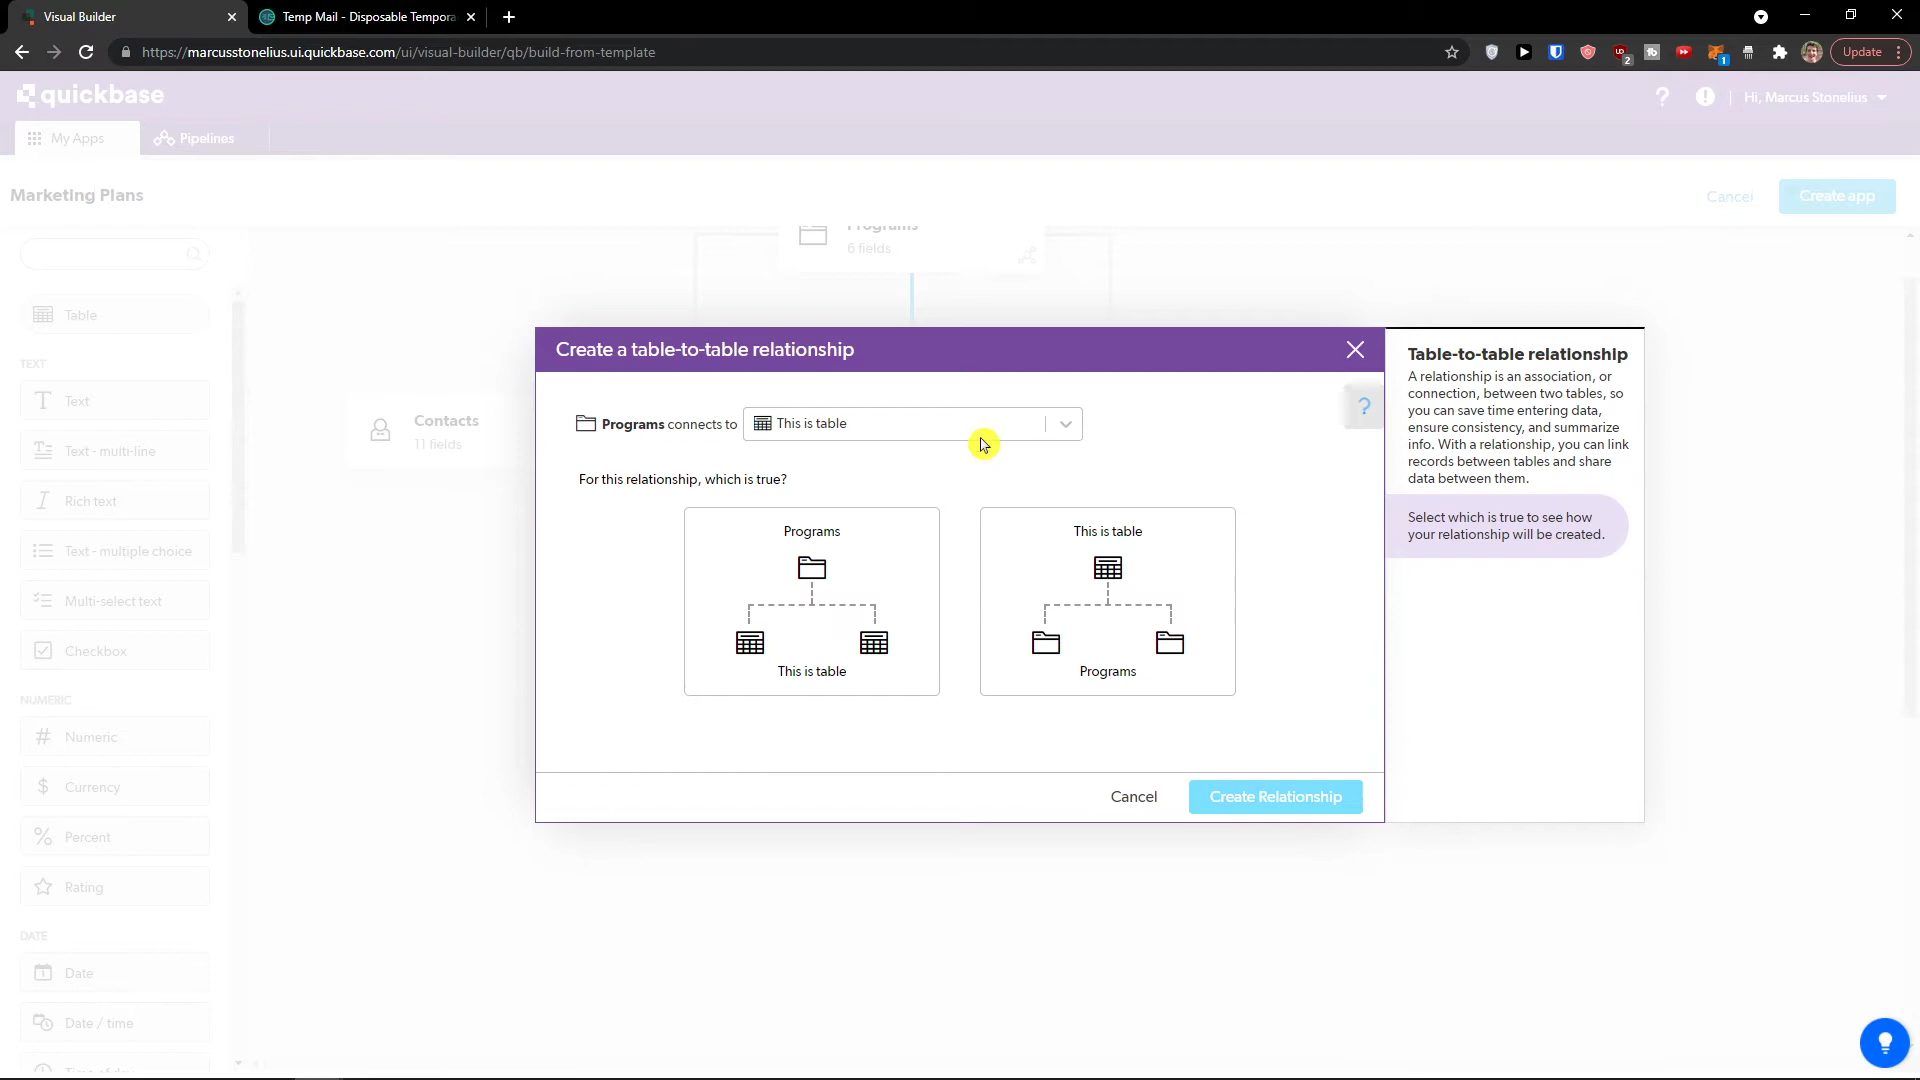 Visual Builder
Temp Mail - Disposable Tempora
https://marcusstonelius.ui.quickbase.com/ui/visual-builder/qb/build-from-template
2
1
Update
quickbase
Hi, Marcus Stonelius
My Apps
Pipelines
Marketing Plans
Cancel
Create app
Programs
6 fields
Table
TEXT
Text
Text - multi-line
Rich text
Text - multiple choice
Multi-select text
Checkbox
NUMERIC
Numeric
Currency
Percent
Rating
DATE
Date
Date / time
Time of day
Contacts
11 fields
Create a table-to-table relationship
Programs connects to
This is table
For this relationship, which is true?
Programs
This is table
This is table
Programs
Cancel
Create Relationship
?
Table-to-table relationship
A relationship is an association, or
connection, between two tables, so
you can save time entering data,
ensure consistency, and summarize
info. With a relationship, you can link
records between tables and share
data between them.
Select which is true to see how
your relationship will be created.